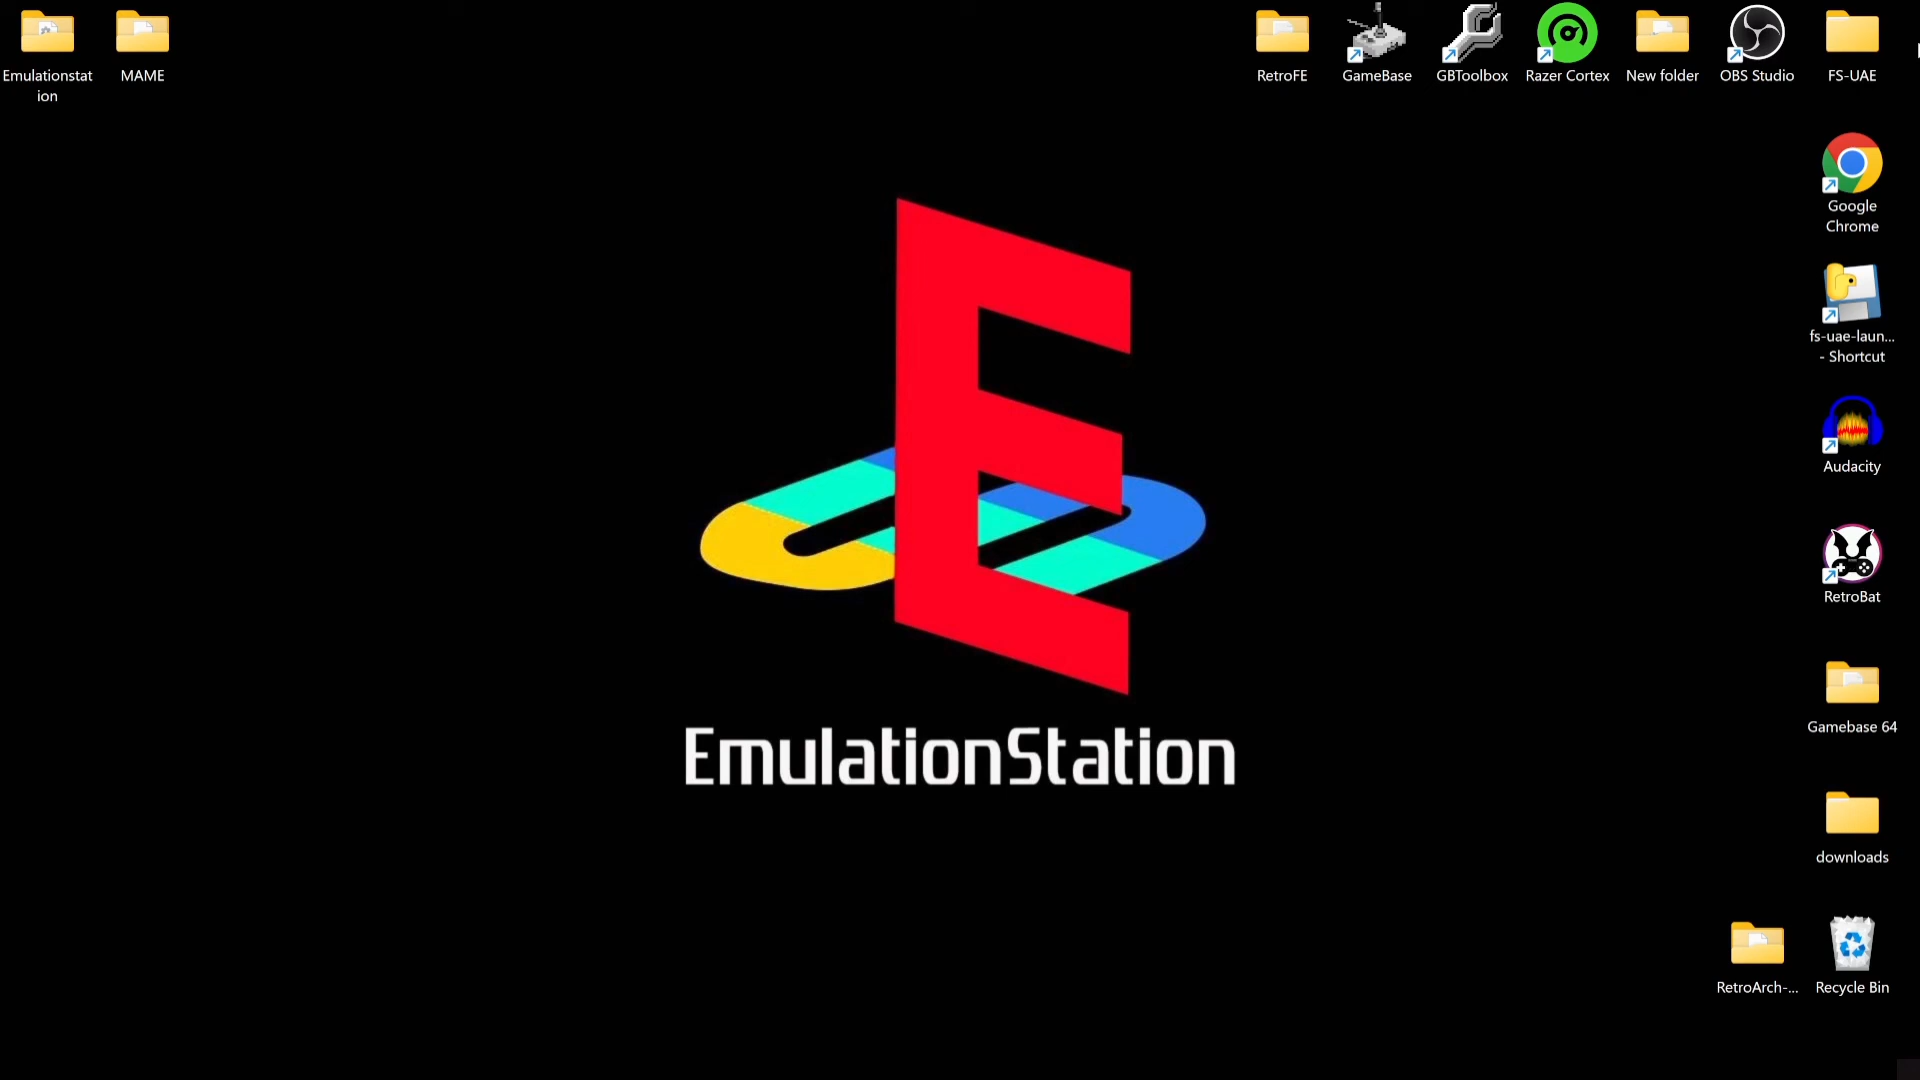 Emulationstat
ion
MAME
RetroFE
GameBase
GBToolbox
Razer Cortex
New folder
OBS Studio
FS-UAE
Google
Chrome
fs-uae-laun...
- Shortcut
Audacity
RetroBat
Gamebase 64
EmulationStation
downloads
RetroArch-...
Recycle Bin